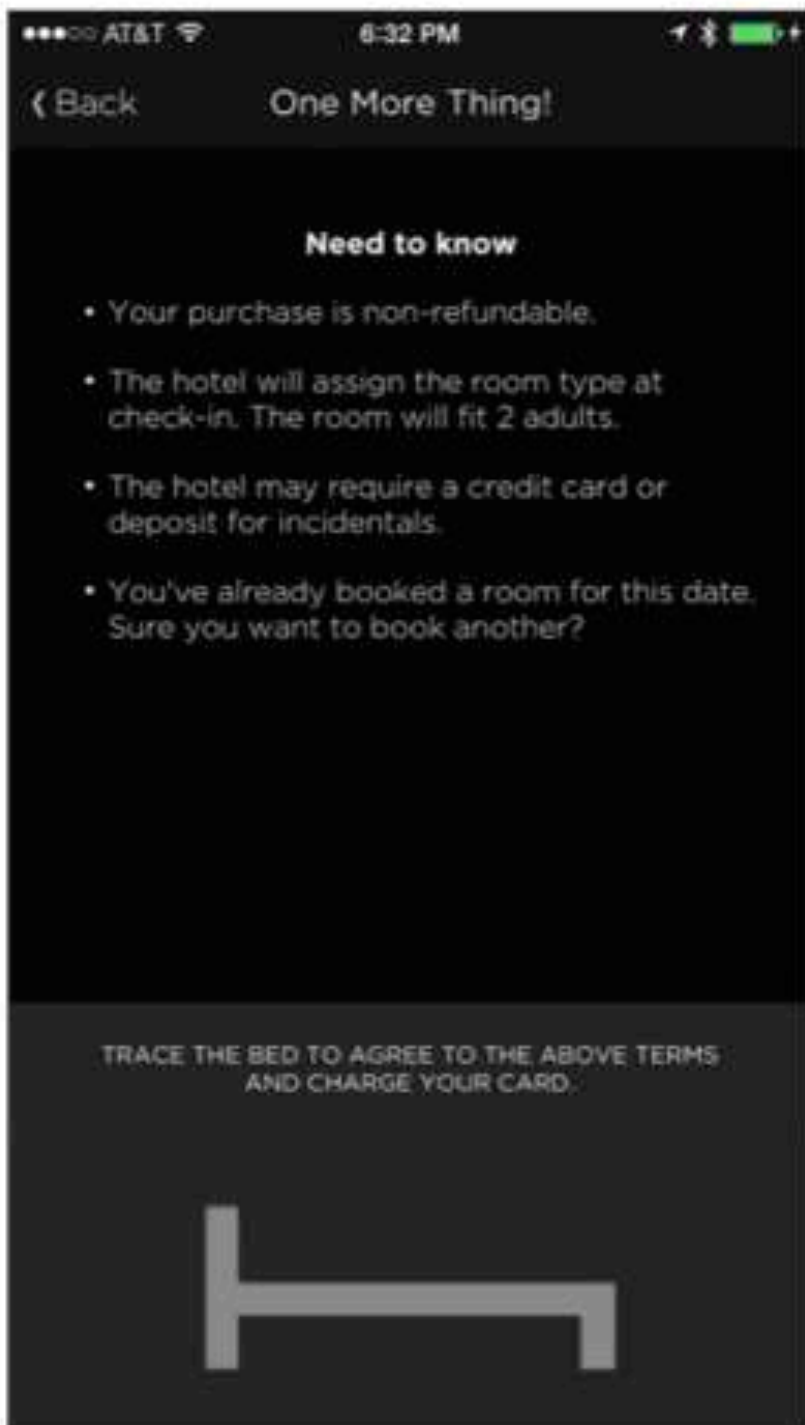 AT&T 6:32 PM
Back One More Thing!
Need to know
• Your purchase is non-refundable.
• The hotel will assign the room type at
check-in. The room will fit 2 adults.
• The hotel may require a credit card or
deposit for incidentals.
• You've already booked a room for this date.
Sure you want to book another?
TRACE THE BED TO AGREE TO THE ABOVE TERMS
AND CHARGE YOUR CARD.